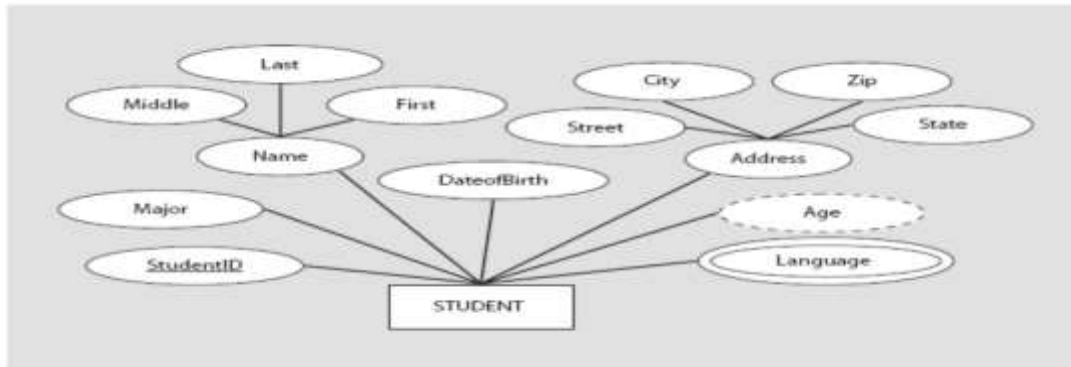 Last
City
Zip
Middle
First
Street
State
Name
Address
DateofBirth
Major
Age
StudentID
Language
STUDENT